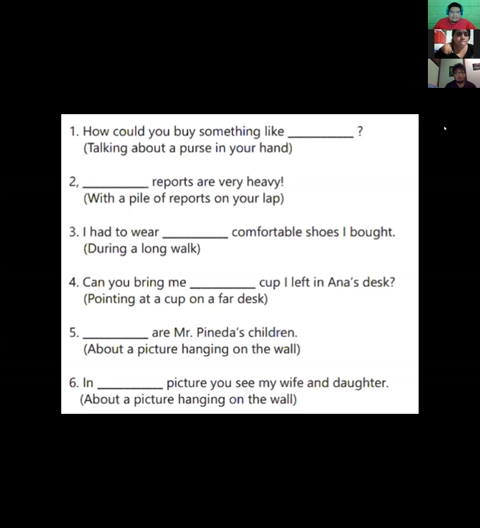 1. How could you buy something like __________ ?
(Talking about a purse in your hand)
2, __________ reports are very heavy!
(With a pile of reports on your lap)
3. I had to wear __________ comfortable shoes I bought.
(During a long walk)
4. Can you bring me __________ cup I left in Ana's desk?
(Pointing at a cup on a far desk)
5. __________ are Mr. Pineda's children.
(About a picture hanging on the wall)
6. In __________ picture you see my wife and daughter.
(About a picture hanging on the wall)